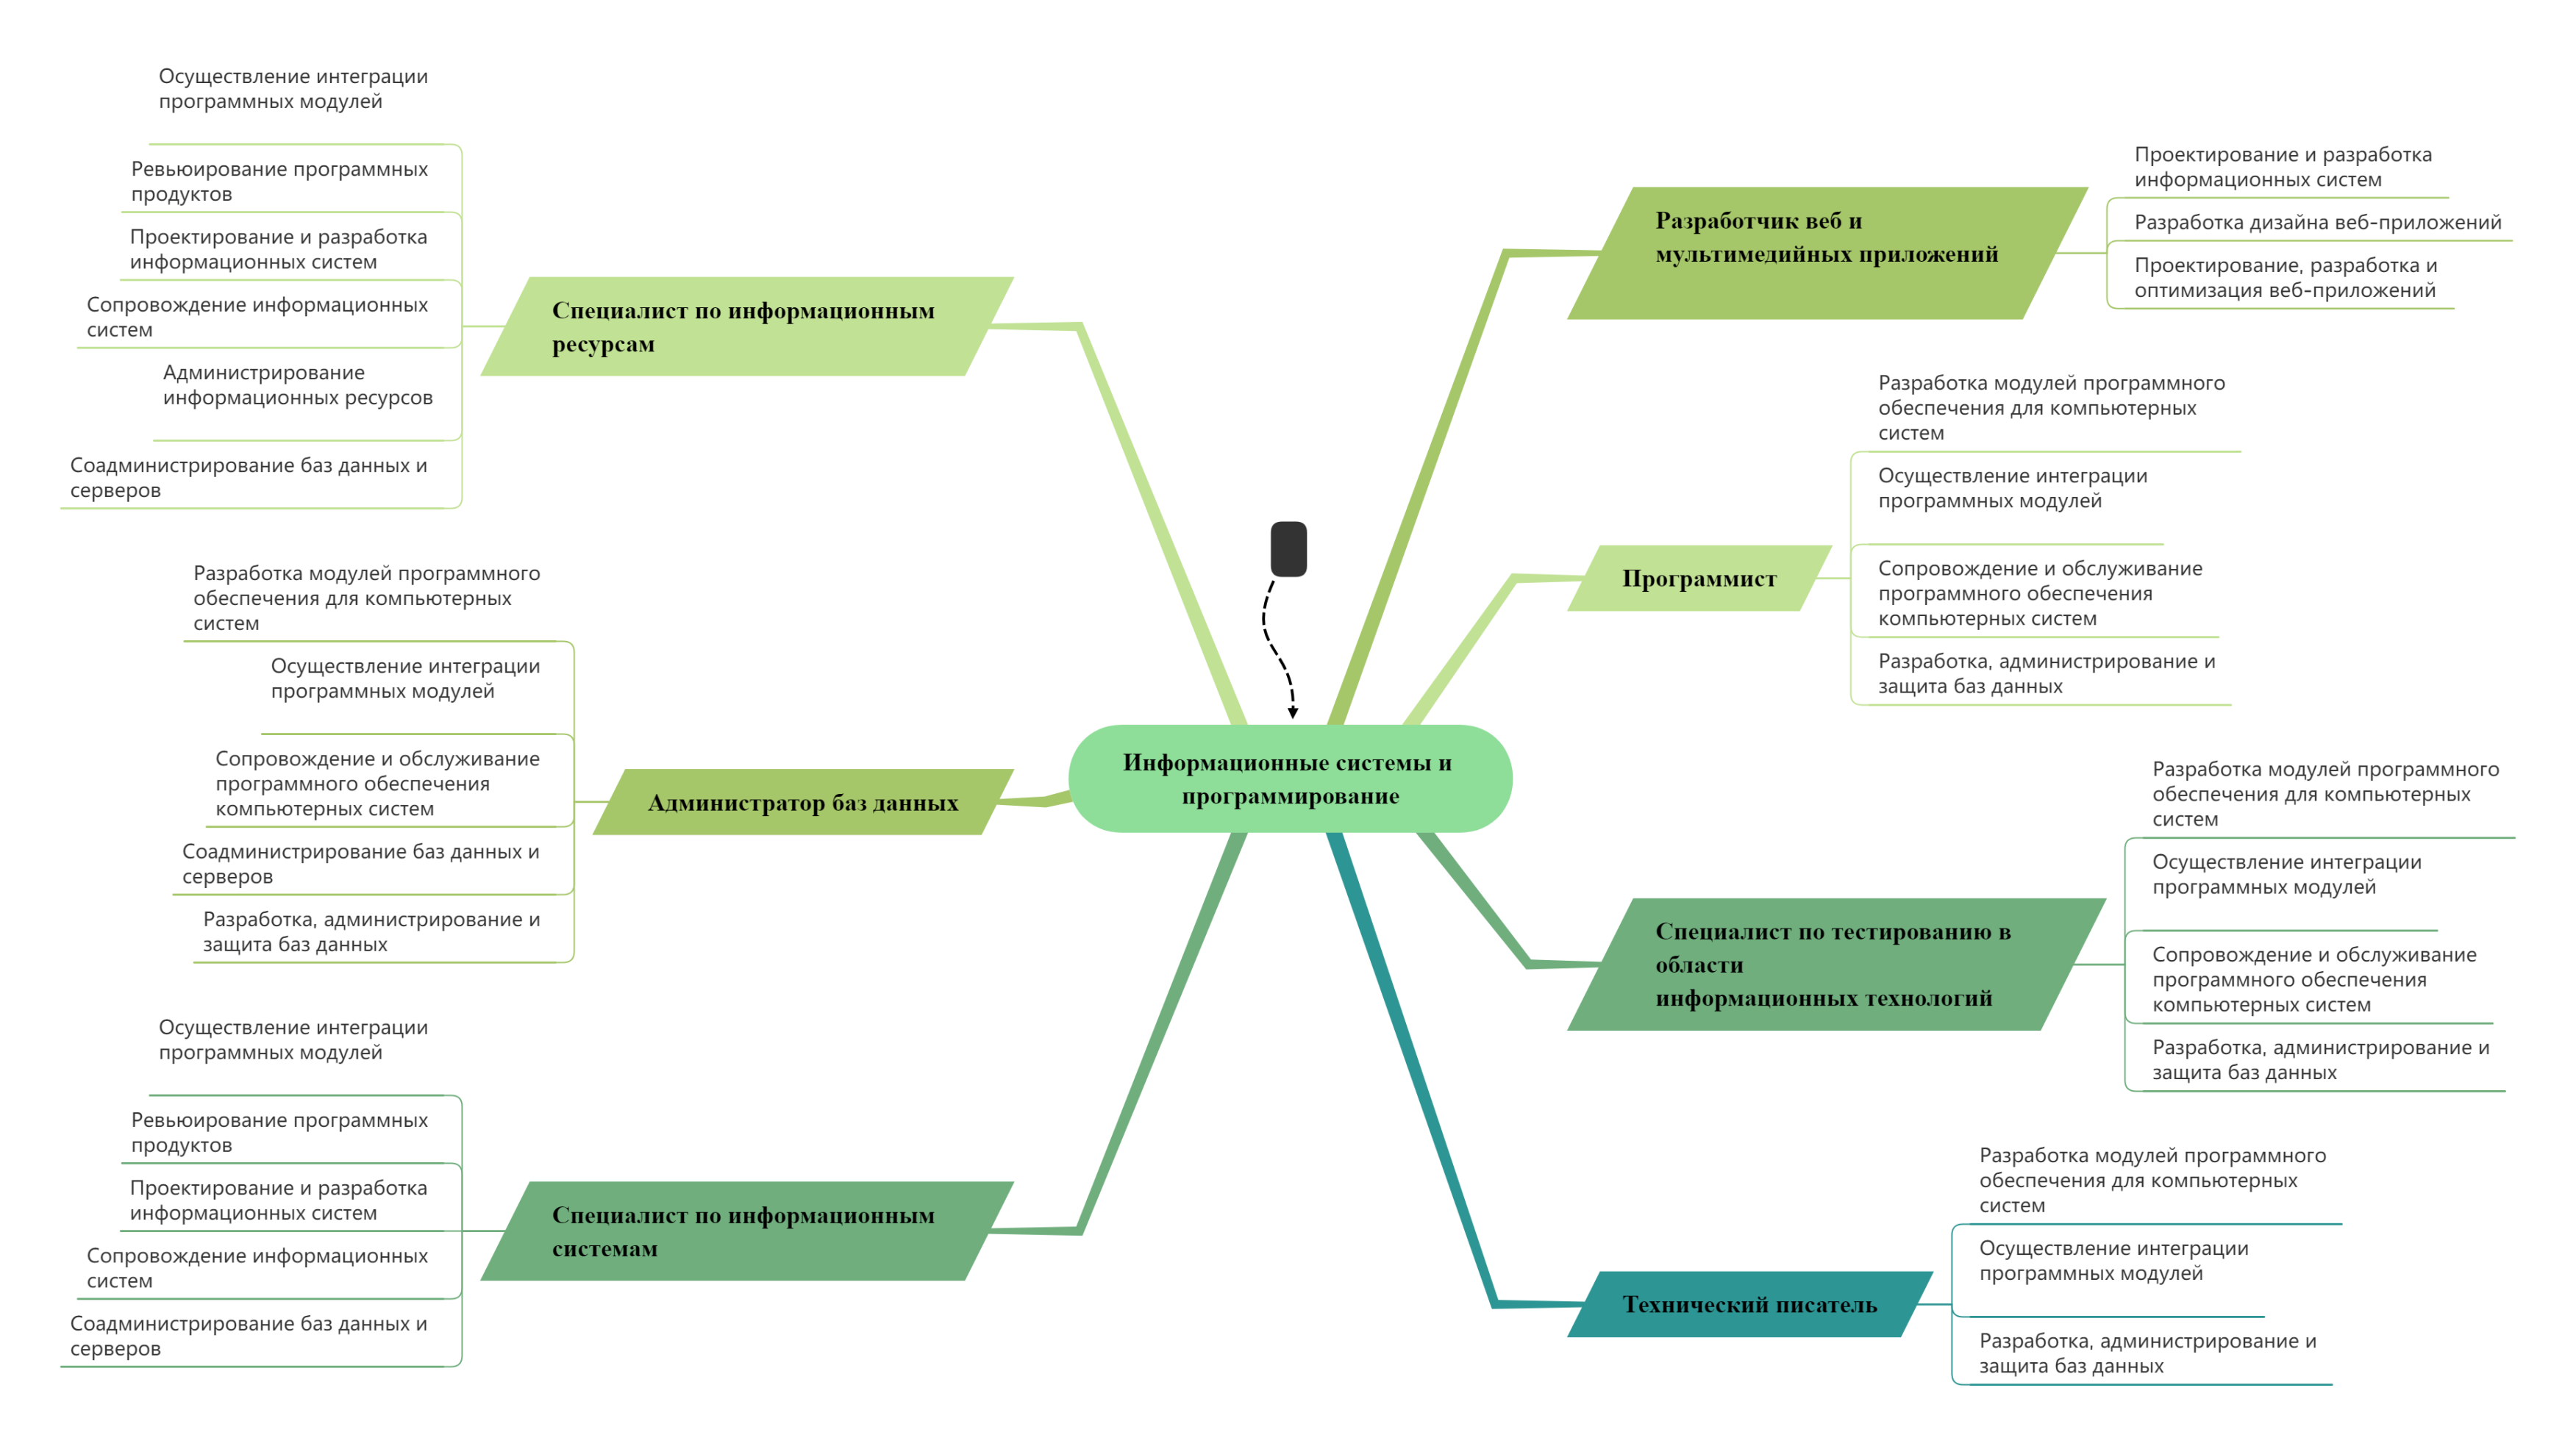 Информационные системы и
программирование
Разработчик веб и
мультимедийных приложений
Проектирование и разработка
информационных систем
Разработка дизайна веб-приложений
Проектирование, разработка и
оптимизация веб-приложений
Программист
Разработка модулей программного
обеспечения для компьютерных
систем
Осуществление интеграции
программных модулей
Сопровождение и обслуживание
программного обеспечения
компьютерных систем
Разработка, администрирование и
защита баз данных
Специалист по тестированию в
области
информационных технологий
Разработка модулей программного
обеспечения для компьютерных
систем
Осуществление интеграции
программных модулей
Сопровождение и обслуживание
программного обеспечения
компьютерных систем
Разработка, администрирование и
защита баз данных
Технический писатель
Разработка модулей программного
обеспечения для компьютерных
систем
Осуществление интеграции
программных модулей
Разработка, администрирование и
защита баз данных
Специалист по информационным
ресурсам
Осуществление интеграции
программных модулей
Ревьюирование программных
продуктов
Проектирование и разработка
информационных систем
Сопровождение информационных
систем
Администрирование
информационных ресурсов
Соадминистрирование баз данных и
серверов
Администратор баз данных
Разработка модулей программного
обеспечения для компьютерных
систем
Осуществление интеграции
программных модулей
Сопровождение и обслуживание
программного обеспечения
компьютерных систем
Соадминистрирование баз данных и
серверов
Разработка, администрирование и
защита баз данных
Специалист по информационным
системам
Осуществление интеграции
программных модулей
Ревьюирование программных
продуктов
Проектирование и разработка
информационных систем
Сопровождение информационных
систем
Соадминистрирование баз данных и
серверов